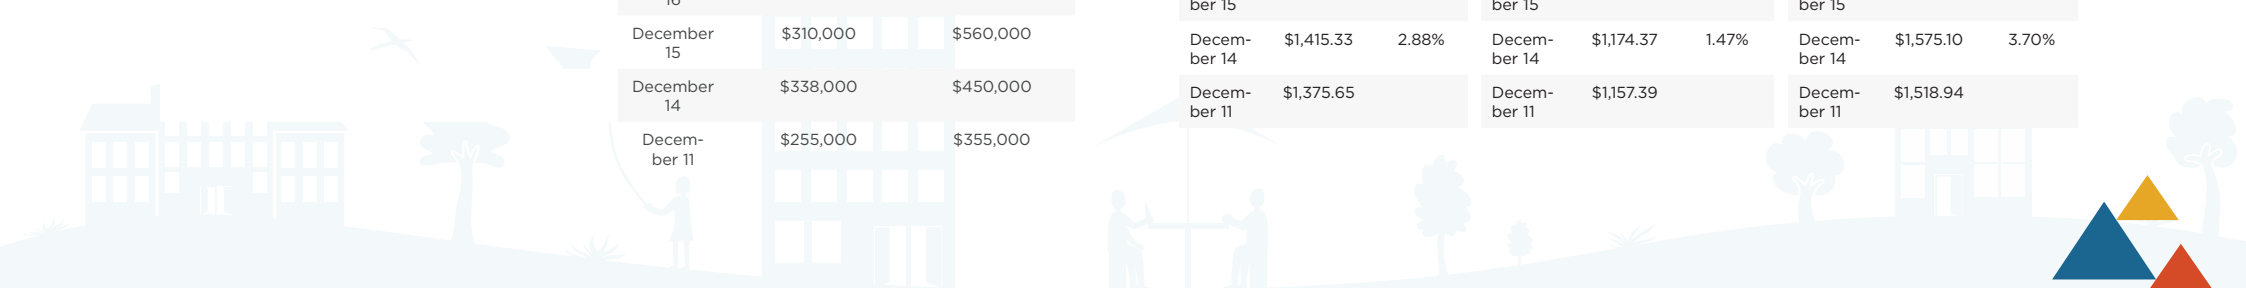 16
December $310,000 $560,000
15
December $338,000 $450,000
14
Decem- $255,000 $355,000
ber 11
ber 15
Decem- $1,415.33 2.88%
ber 14
Decem- $1,375.65
ber 11
ber 15
Decem- $1,174.37 1.47%
ber 14
Decem- $1,157.39
ber 11
ber 15
Decem- $1,575.10 3.70%
ber 14
Decem- $1,518.94
ber 11